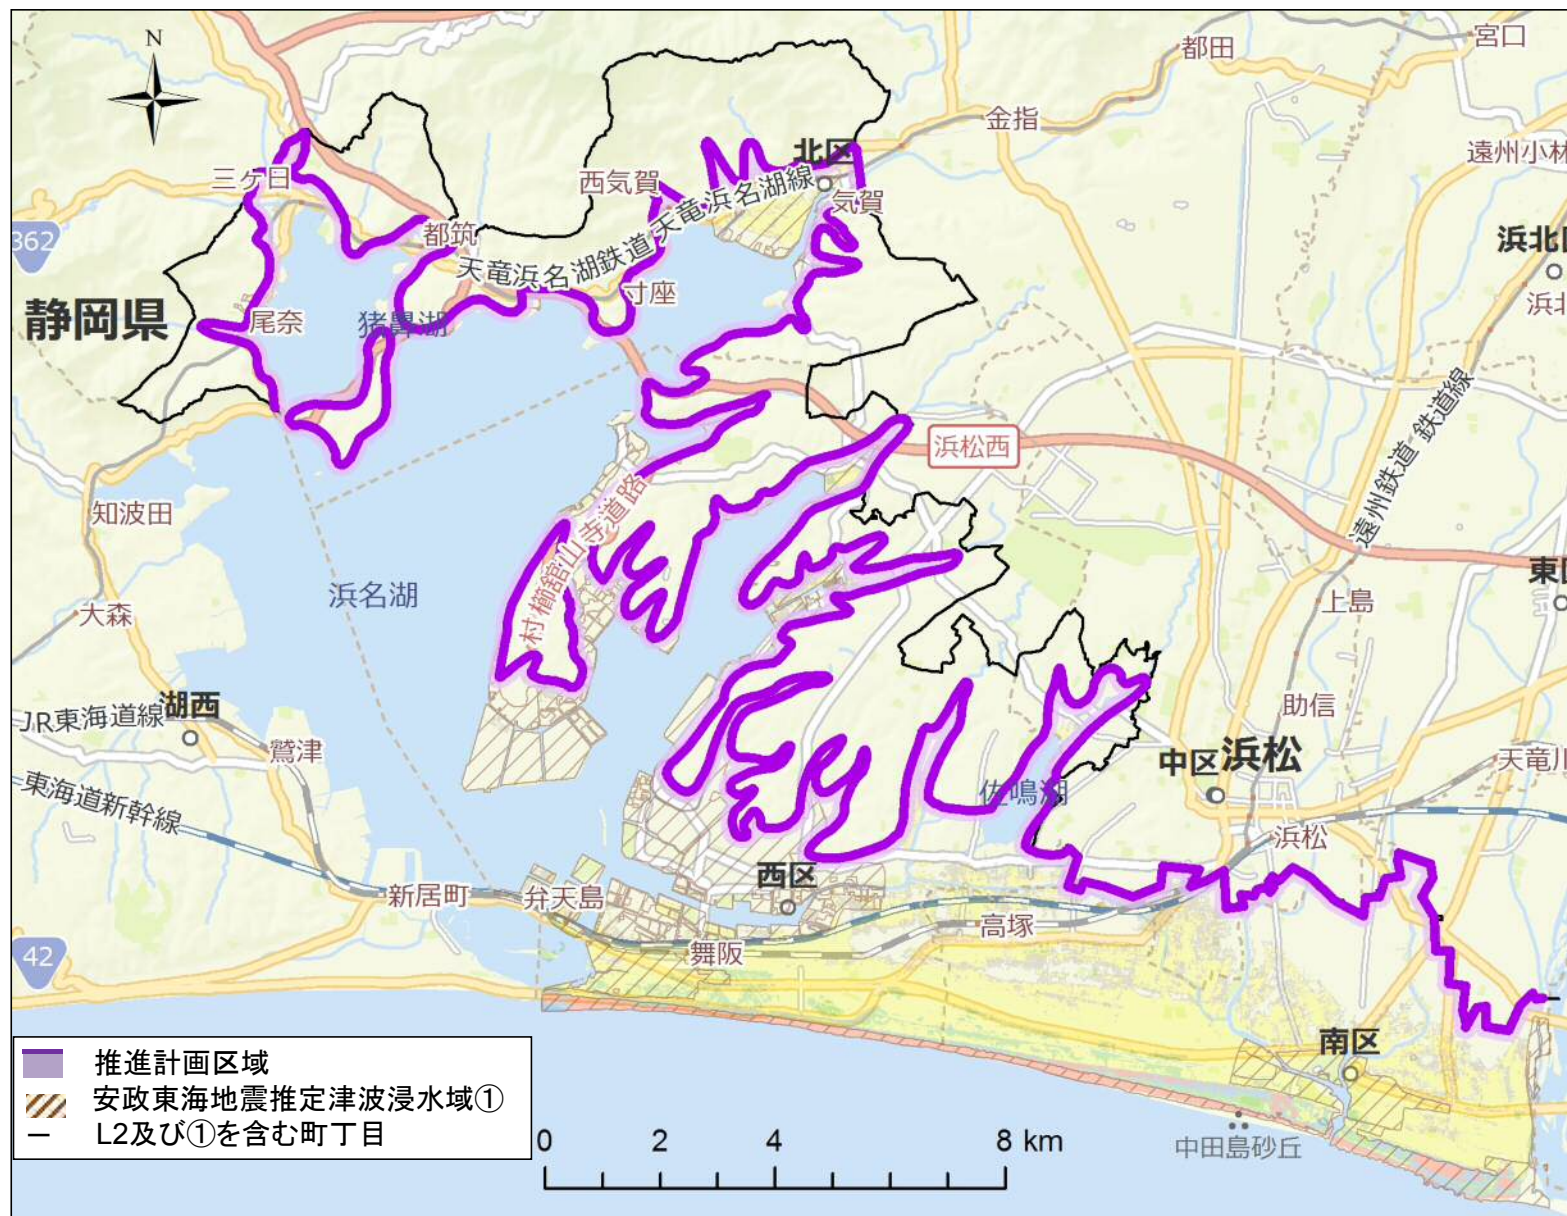 N
宮口
都田
金指
遠州小林
三ケ日
北区
西気賀
気賀
362
都筑
天竜浜名湖鉄道 天竜浜名湖線
浜北区
浜北
静岡県
尾奈
猪鼻湖
寸座
浜松西
遠州鉄道 鉄道線
知波田
村櫛舘山寺道路
浜名湖
大森
上島
東区
JR東海道線
湖西
鷲津
助信
中区
浜松
天竜川
東海道新幹線
佐鳴湖
浜松
新居町
弁天島
西区
舞阪
高塚
42
南区
中田島砂丘
推進計画区域
安政東海地震推定津波浸水域①
L2及び①を含む町丁目
0 2 4 8 km